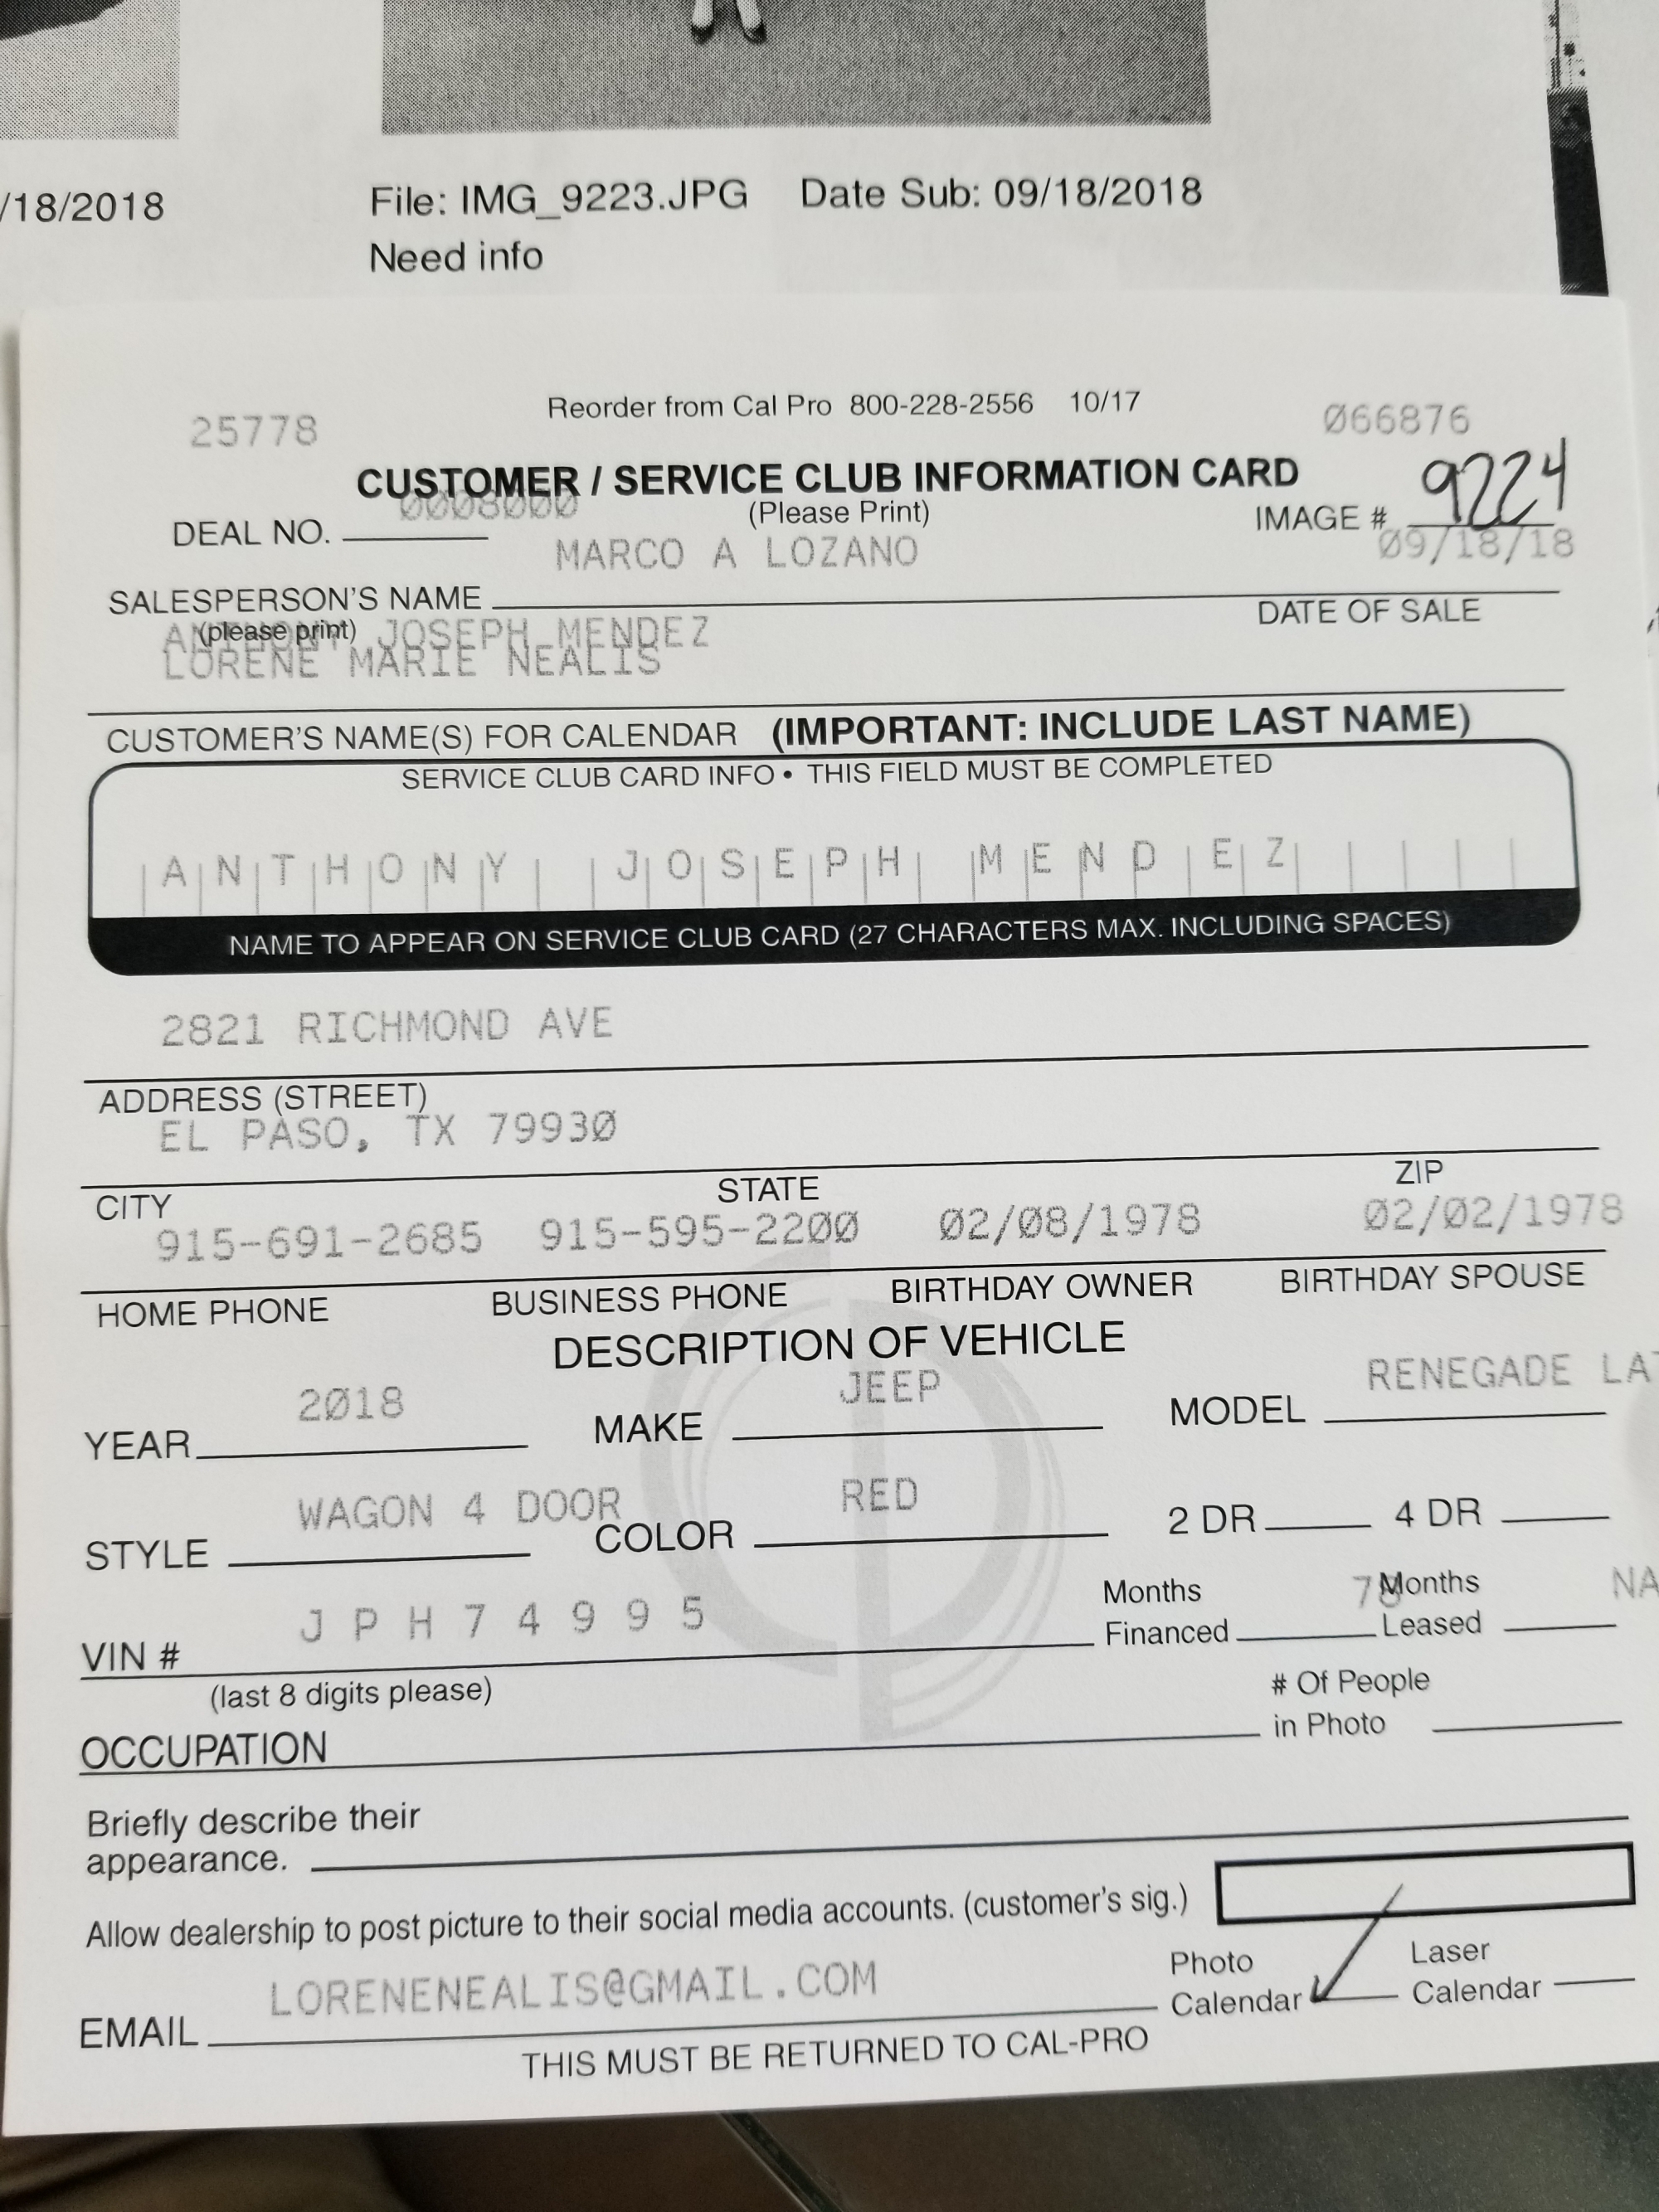 /18/2018
File: IMG_9223.JPG Date Sub: 09/18/2018
Need info
Reorder from Cal Pro 800-228-2556 10/17
25778 Ø66876
CUSTOMER / SERVICE CLUB INFORMATION CARD
ØØØ8ØØØ
(Please Print)
DEAL NO. IMAGE # 9224
MARCO A LOZANO Ø9/18/18
SALESPERSON'S NAME DATE OF SALE
(please print)
ANTHONY JOSEPH MENDEZ
LORENE MARIE NEALIS
CUSTOMER'S NAME(S) FOR CALENDAR (IMPORTANT: INCLUDE LAST NAME)
SERVICE CLUB CARD INFO • THIS FIELD MUST BE COMPLETED
ANTHONY JOSEPH MENDEZ
NAME TO APPEAR ON SERVICE CLUB CARD (27 CHARACTERS MAX. INCLUDING SPACES)
2821 RICHMOND AVE
ADDRESS (STREET)
EL PASO, TX 7993Ø
CITY STATE ZIP
915-691-2685 915-595-22ØØ Ø2/Ø8/1978 Ø2/Ø2/1978
HOME PHONE BUSINESS PHONE BIRTHDAY OWNER BIRTHDAY SPOUSE
DESCRIPTION OF VEHICLE
2Ø18 JEEP RENEGADE LA
YEAR MAKE MODEL
WAGON 4 DOOR RED
STYLE COLOR 2 DR 4 DR
JPH74995
VIN #
(last 8 digits please)
Months Financed 78 Months Leased NA
# Of People
in Photo
OCCUPATION
Briefly describe their
appearance.
Allow dealership to post picture to their social media accounts. (customer's sig.)
LORENENEALIS@GMAIL.COM
EMAIL
Photo Calendar Laser Calendar
THIS MUST BE RETURNED TO CAL-PRO